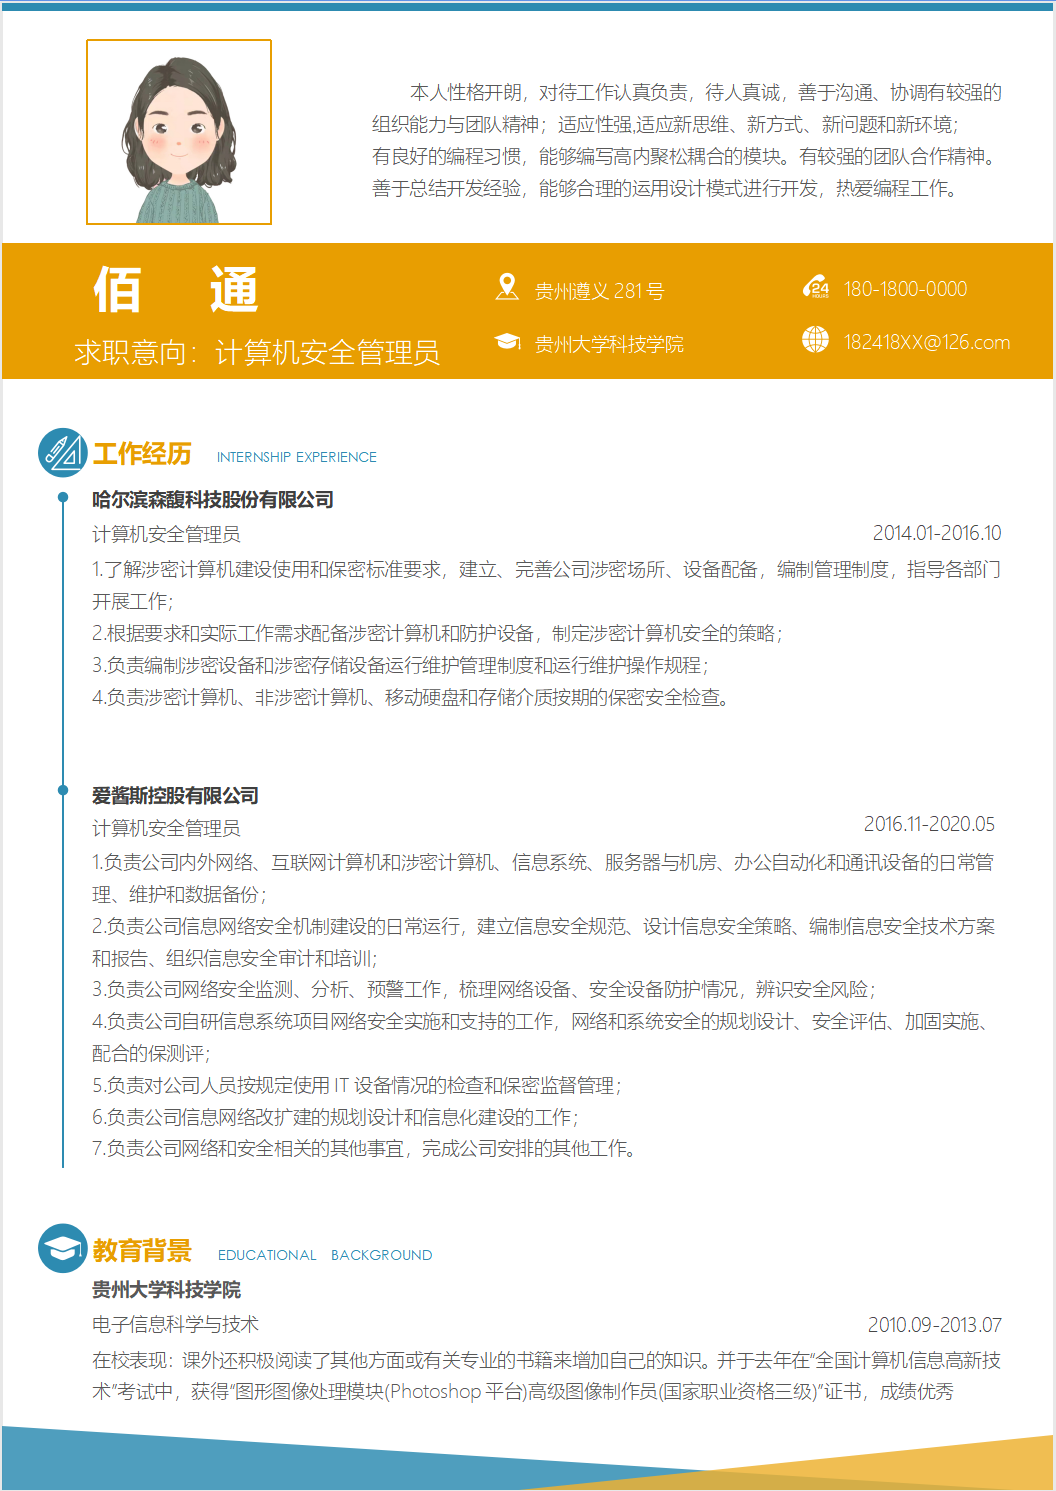 本人性格开朗，对待工作认真负责，待人真诚，善于沟通、协调有较强的
组织能力与团队精神；适应性强,适应新思维、新方式、新问题和新环境；
有良好的编程习惯，能够编写高内聚松耦合的模块。有较强的团队合作精神。
善于总结开发经验，能够合理的运用设计模式进行开发，热爱编程工作。
佰 通
求职意向：计算机安全管理员
贵州遵义 281 号
24
HOURS
180-1800-0000
贵州大学科技学院
182418XX@126.com
工作经历 INTERNSHIP EXPERIENCE
哈尔滨森馥科技股份有限公司
计算机安全管理员 2014.01-2016.10
1.了解涉密计算机建设使用和保密标准要求，建立、完善公司涉密场所、设备配备，编制管理制度，指导各部门
开展工作；
2.根据要求和实际工作需求配备涉密计算机和防护设备，制定涉密计算机安全的策略；
3.负责编制涉密设备和涉密存储设备运行维护管理制度和运行维护操作规程；
4.负责涉密计算机、非涉密计算机、移动硬盘和存储介质按期的保密安全检查。
爱酱斯控股有限公司
计算机安全管理员 2016.11-2020.05
1.负责公司内外网络、互联网计算机和涉密计算机、信息系统、服务器与机房、办公自动化和通讯设备的日常管
理、维护和数据备份；
2.负责公司信息网络安全机制建设的日常运行，建立信息安全规范、设计信息安全策略、编制信息安全技术方案
和报告、组织信息安全审计和培训；
3.负责公司网络安全监测、分析、预警工作，梳理网络设备、安全设备防护情况，辨识安全风险；
4.负责公司自研信息系统项目网络安全实施和支持的工作，网络和系统安全的规划设计、安全评估、加固实施、
配合的保测评；
5.负责对公司人员按规定使用 IT 设备情况的检查和保密监督管理；
6.负责公司信息网络改扩建的规划设计和信息化建设的工作；
7.负责公司网络和安全相关的其他事宜，完成公司安排的其他工作。
教育背景 EDUCATIONAL BACKGROUND
贵州大学科技学院
电子信息科学与技术 2010.09-2013.07
在校表现：课外还积极阅读了其他方面或有关专业的书籍来增加自己的知识。并于去年在“全国计算机信息高新技
术”考试中，获得“图形图像处理模块(Photoshop 平台)高级图像制作员(国家职业资格三级)”证书，成绩优秀